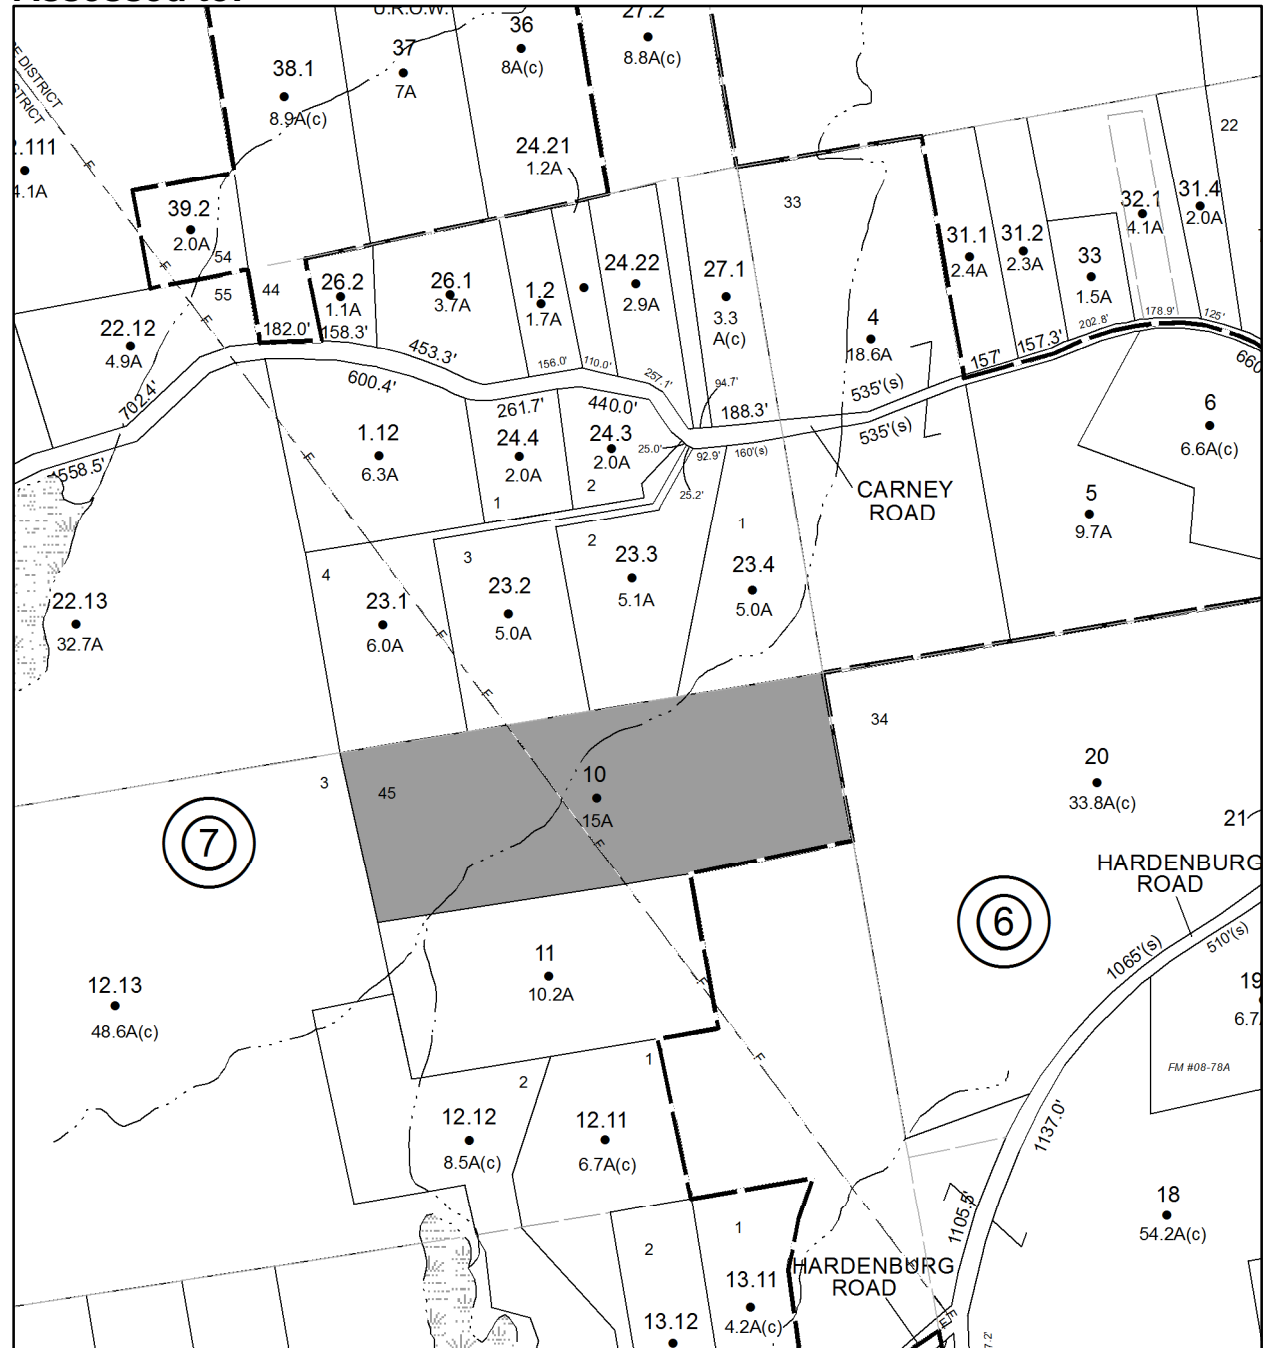 U.R.O.W.
36
8A(c)
27.2
8.8A(c)
37
7A
38.1
8.9A(c)
E DISTRICT
STRICT
.111
4.1A
24.21
1.2A
22
39.2
2.0A
54
33
32.1
4.1A
31.4
2.0A
31.1
2.4A
31.2
2.3A
33
1.5A
55
44
26.2
1.1A
26.1
3.7A
1.2
1.7A
24.22
2.9A
27.1
3.3
A(c)
4
18.6A
22.12
4.9A
182.0'
158.3'
453.3'
156.0'
110.0'
257.1'
94.7'
188.3'
535'(s)
535'(s)
157'
157.3'
202.8'
178.9'
125'
660
702.4'
558.5'
600.4'
261.7'
440.0'
1.12
6.3A
24.4
2.0A
1
24.3
2.0A
2
25.0'
25.2'
92.9'
160'(s)
CARNEY
ROAD
6
6.6A(c)
5
9.7A
1
22.13
32.7A
4
23.1
6.0A
3
23.2
5.0A
2
23.3
5.1A
23.4
5.0A
34
3
45
10
15A
20
33.8A(c)
21
7
6
HARDENBURG
ROAD
1065'(s)
510'(s)
11
10.2A
12.13
48.6A(c)
19
6.7
FM #08-78A
1
2
12.12
8.5A(c)
12.11
6.7A(c)
1137.0'
1105.5'
18
54.2A(c)
2
1
HARDENBURG
ROAD
13.11
4.2A(c)
13.12
7.2'
F
F
F
F
F
F
F
F
F
F
E
E